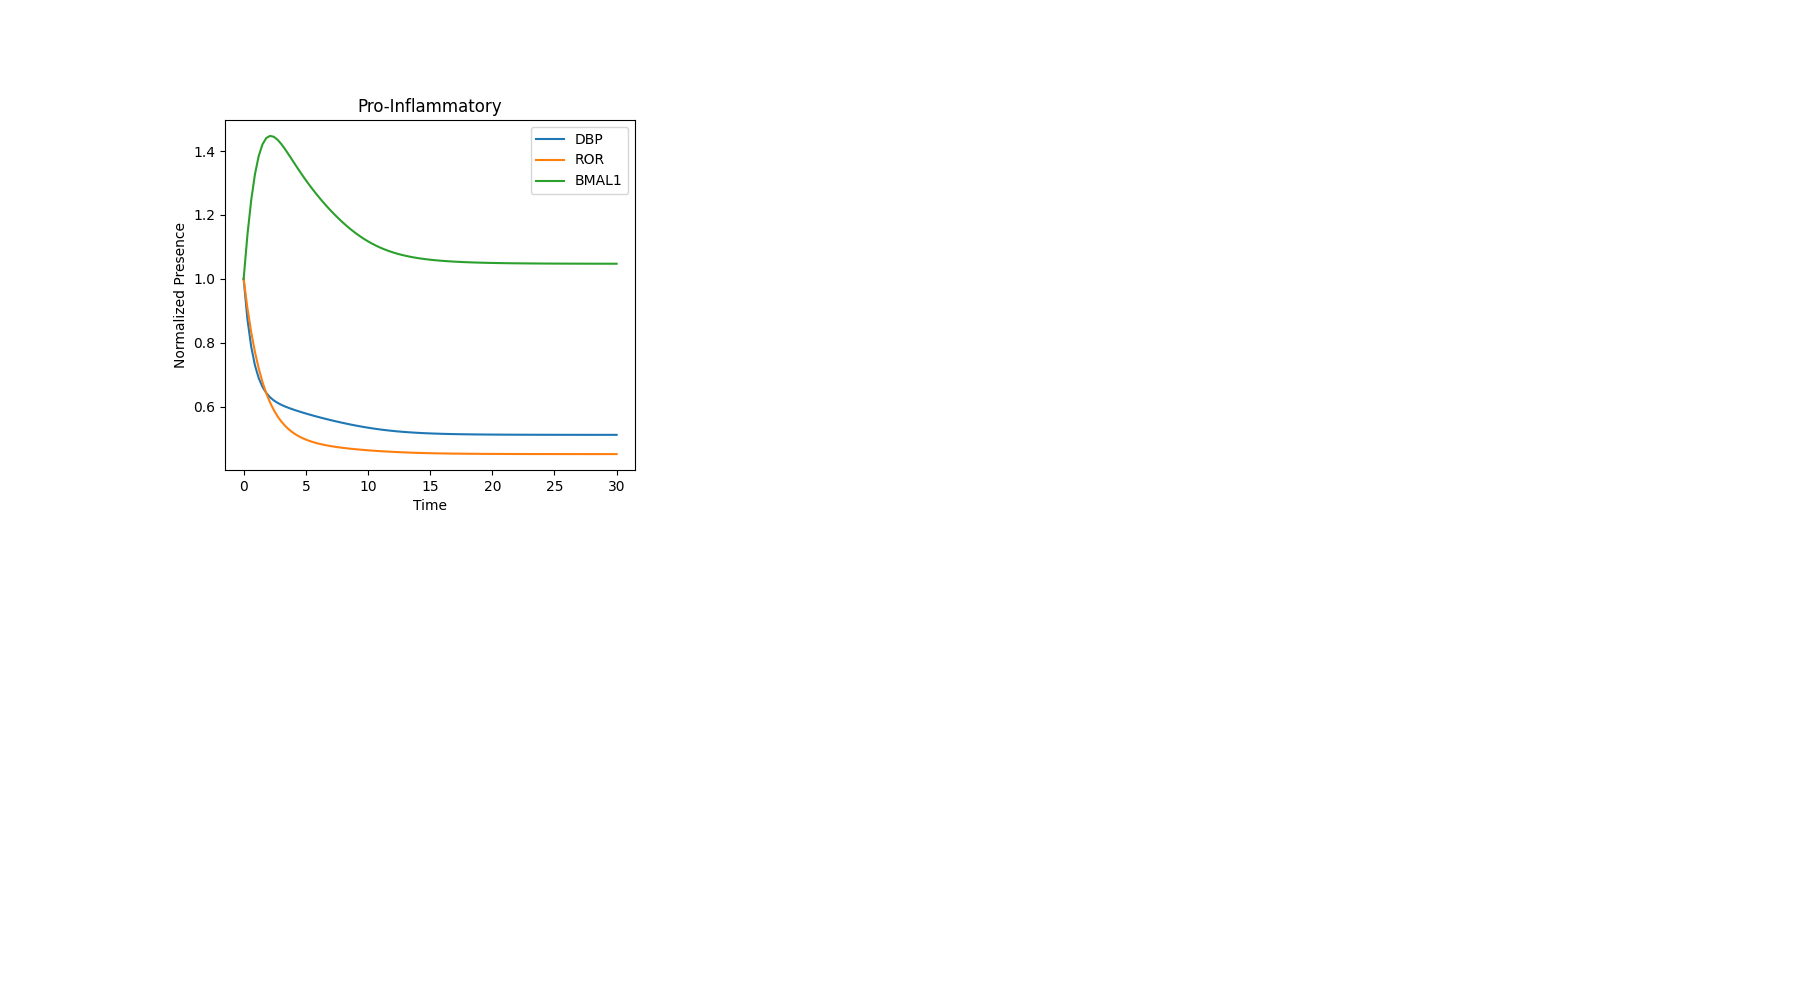 Pro-Inflammatory
DBP
ROR
BMAL1
1.4
1.2
1.0
0.8
0.6
Normalized Presence
0 5 10 15 20 25 30
Time